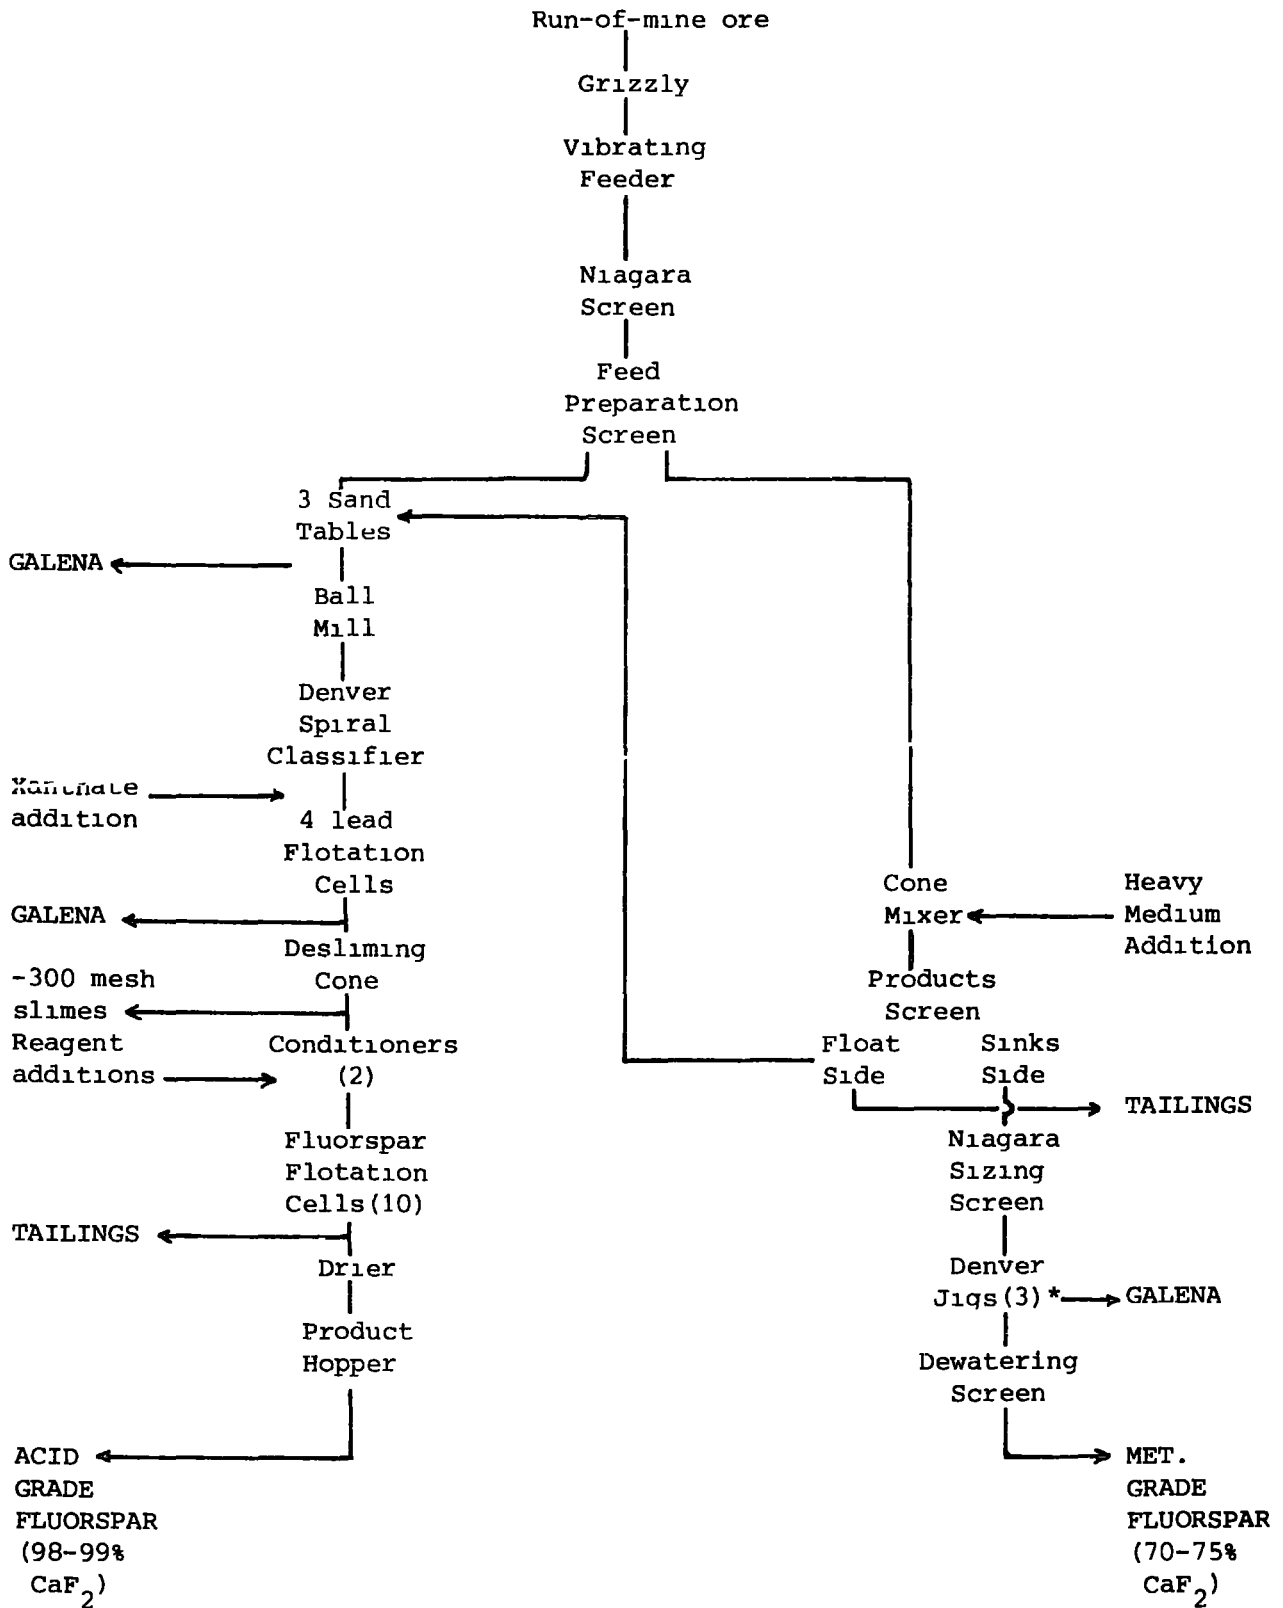 Run-of-mine ore
Grizzly
Vibrating
Feeder
Niagara
Screen
Feed
Preparation
Screen
3 Sand
Tables
GALENA
Ball
Mill
Denver
Spiral
Classifier
Xanthate
addition
4 lead
Flotation
Cells
GALENA
Desliming
Cone
-300 mesh
slimes
Reagent
additions
Conditioners
(2)
Fluorspar
Flotation
Cells(10)
TAILINGS
Drier
Product
Hopper
ACID
GRADE
FLUORSPAR
(98-99%
CaF2)
Cone
Mixer
Heavy
Medium
Addition
Products
Screen
Float
Side
Sinks
Side
TAILINGS
Niagara
Sizing
Screen
Denver
Jigs(3)*
GALENA
Dewatering
Screen
MET.
GRADE
FLUORSPAR
(70-75%
CaF2)